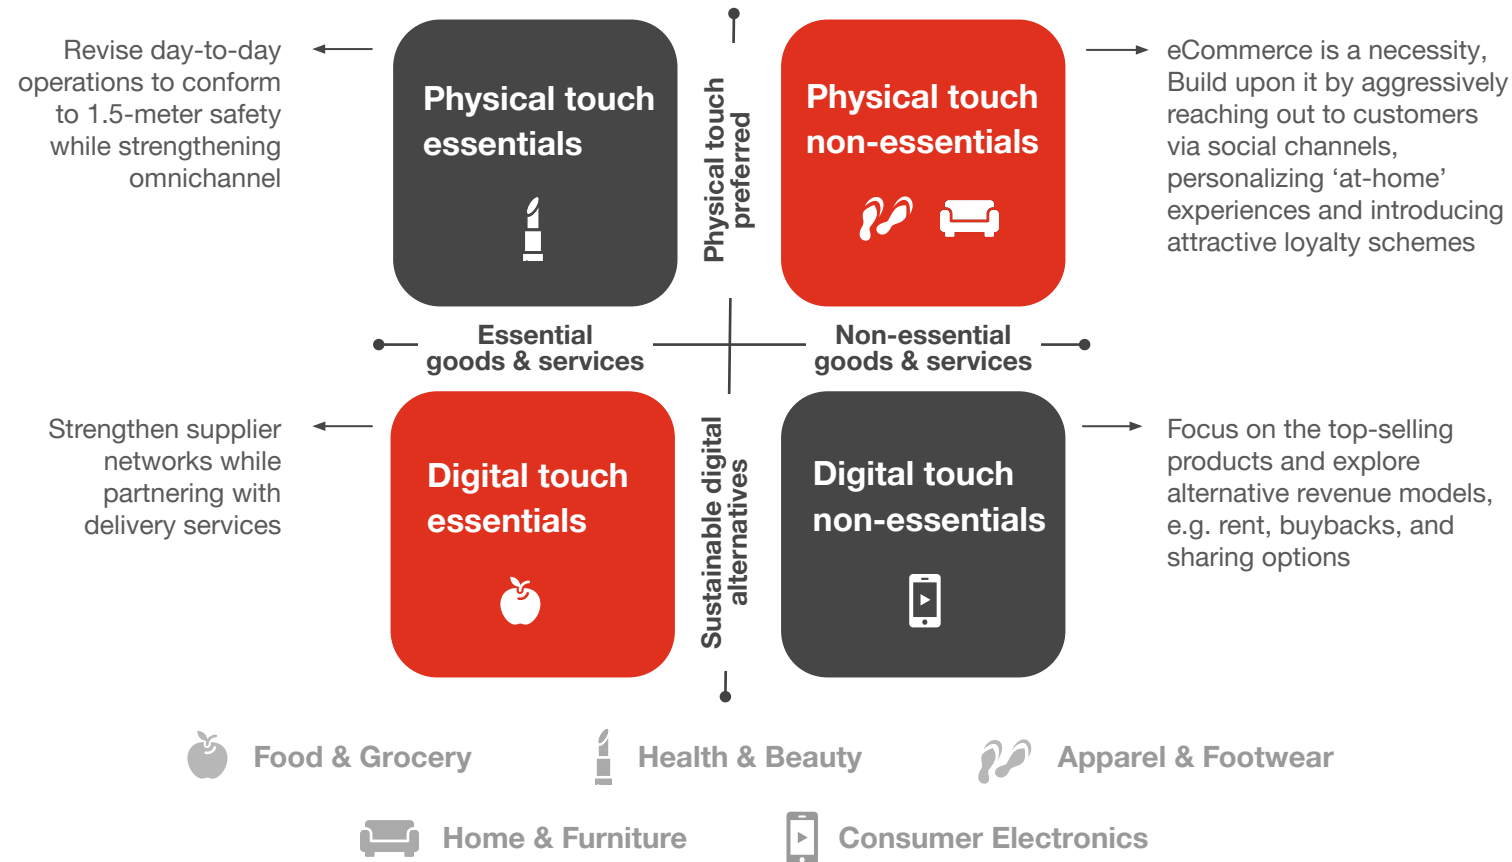 Revise day-to-day
operations to conform
to 1.5-meter safety
while strengthening
omnichannel
Physical touch
essentials
Physical touch
preferred
Physical touch
non-essentials
eCommerce is a necessity,
Build upon it by aggressively
reaching out to customers
via social channels,
personalizing ‘at-home’
experiences and introducing
attractive loyalty schemes
Essential
goods & services
Non-essential
goods & services
Strengthen supplier
networks while
partnering with
delivery services
Digital touch
essentials
Sustainable digital
alternatives
Digital touch
non-essentials
Focus on the top-selling
products and explore
alternative revenue models,
e.g. rent, buybacks, and
sharing options
Food & Grocery
Health & Beauty
Apparel & Footwear
Home & Furniture
Consumer Electronics